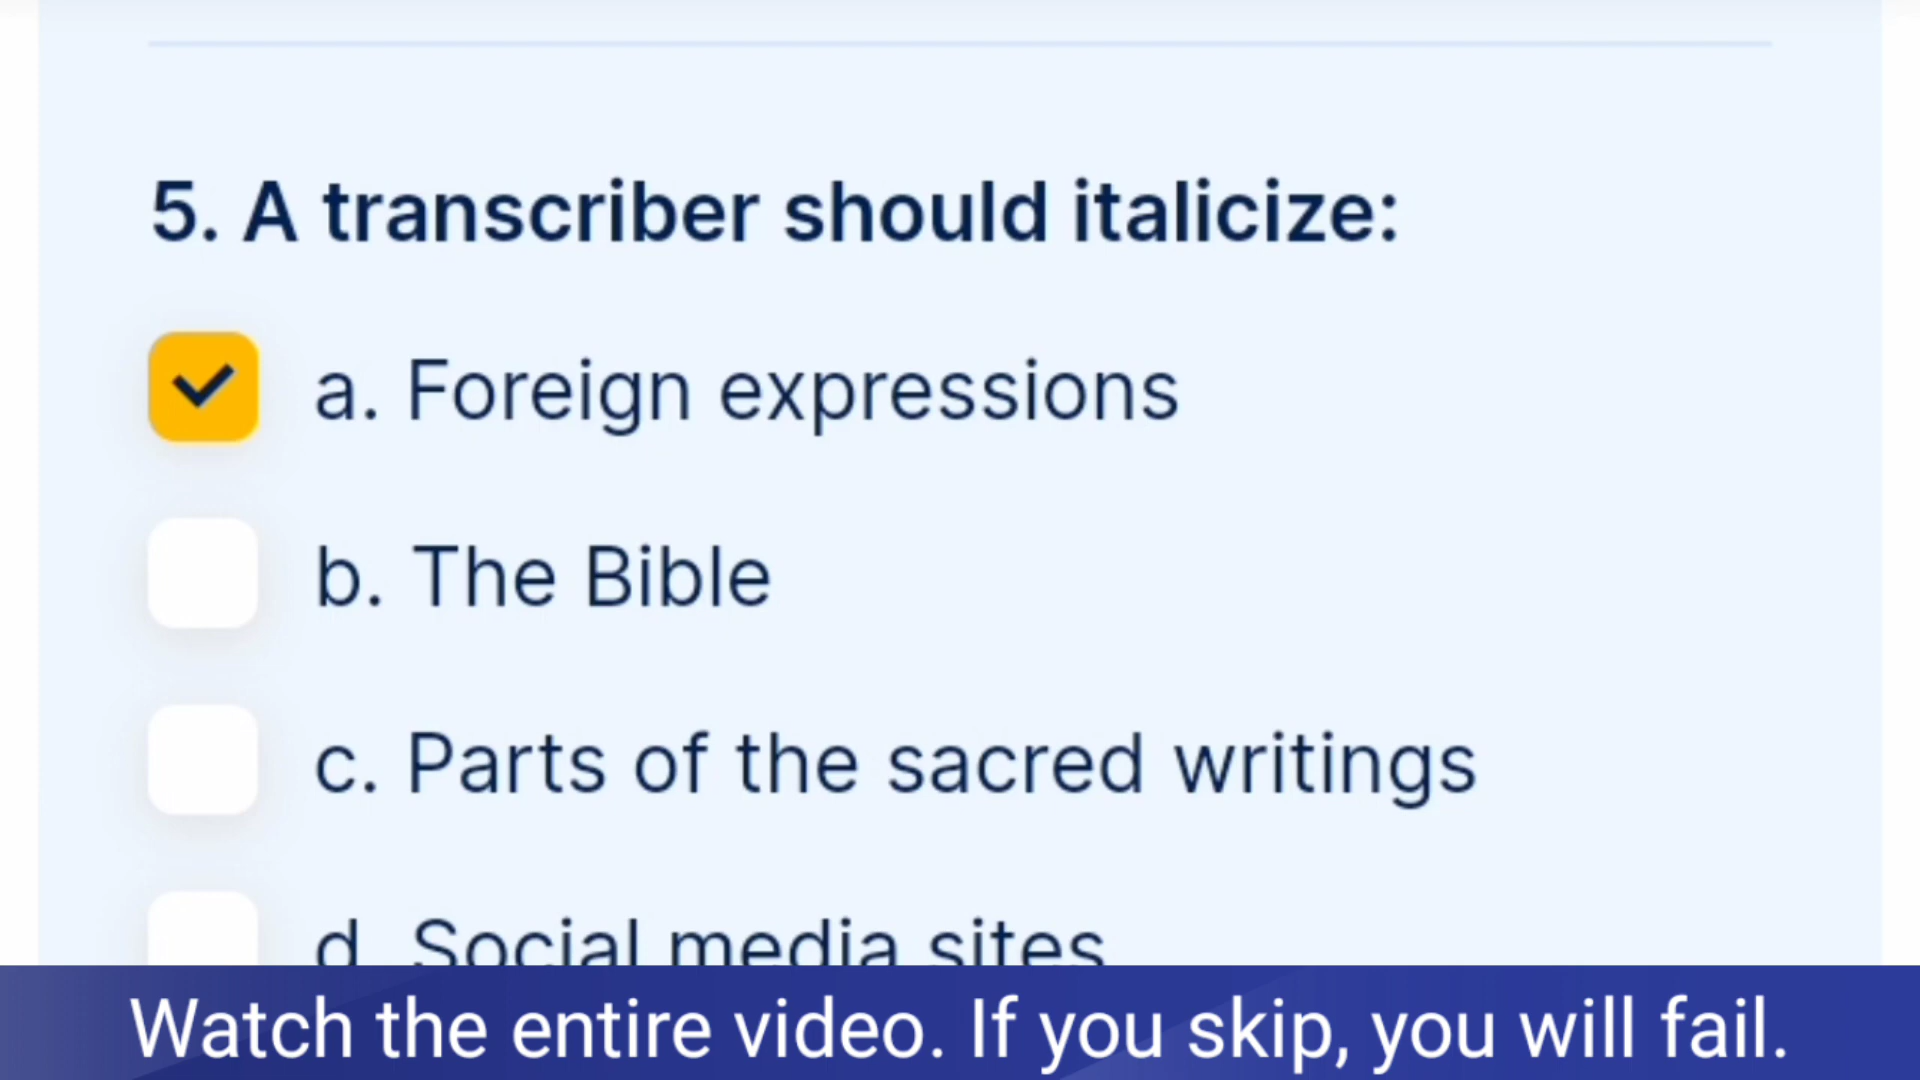 5. A transcriber should italicize:
a. Foreign expressions
b. The Bible
c. Parts of the sacred writings
d. Social media sites
Watch the entire video. If you skip, you will fail.